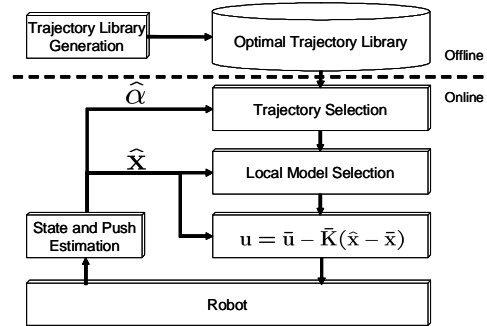 Trajectory Library
Generation
Optimal Trajectory Library
Offline
Online
α̂
Trajectory Selection
x̂
Local Model Selection
State and Push
Estimation
u = ū − K̄(x̂ − x̄)
Robot